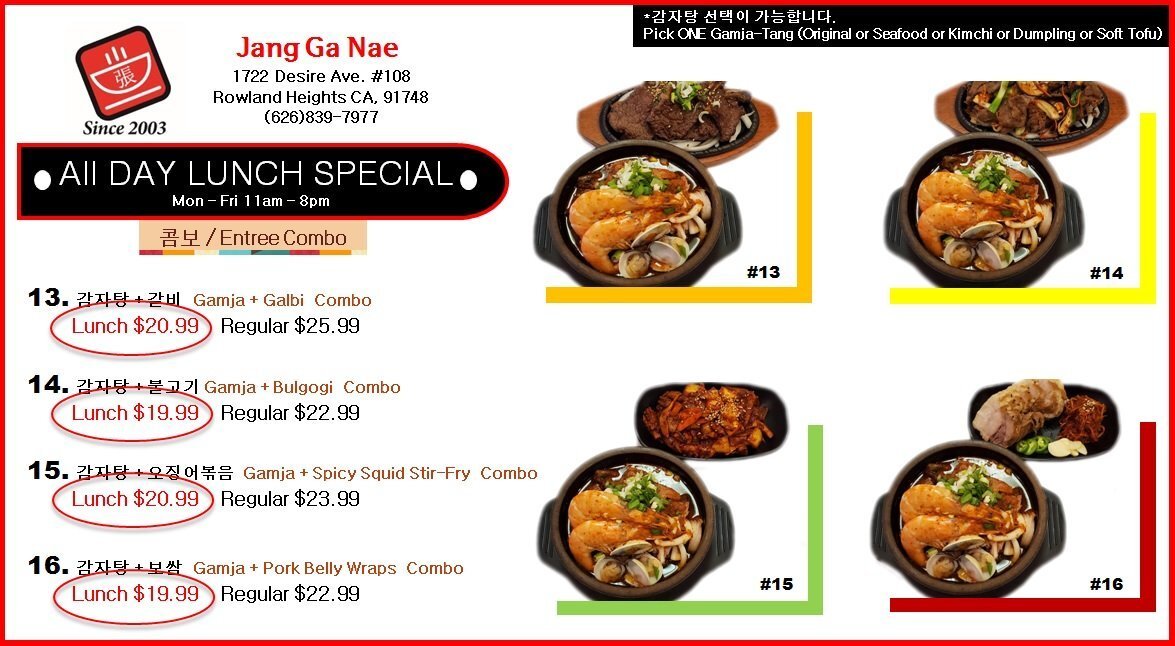 *감자탕 선택이 가능합니다.
Pick ONE Gamja-Tang (Original or Seafood or Kimchi or Dumpling or Soft Tofu)
張
Since 2003
Jang Ga Nae
1722 Desire Ave. #108
Rowland Heights CA, 91748
(626)839-7977
All DAY LUNCH SPECIAL
Mon - Fri 11am - 8pm
콤보 / Entree Combo
13. 감자탕 + 갈비 Gamja + Galbi Combo
Lunch $20.99 Regular $25.99
14. 감자탕 + 불고기 Gamja + Bulgogi Combo
Lunch $19.99 Regular $22.99
15. 감자탕 + 오징어볶음 Gamja + Spicy Squid Stir-Fry Combo
Lunch $20.99 Regular $23.99
16. 감자탕 + 보쌈 Gamja + Pork Belly Wraps Combo
Lunch $19.99 Regular $22.99
#13
#14
#15
#16